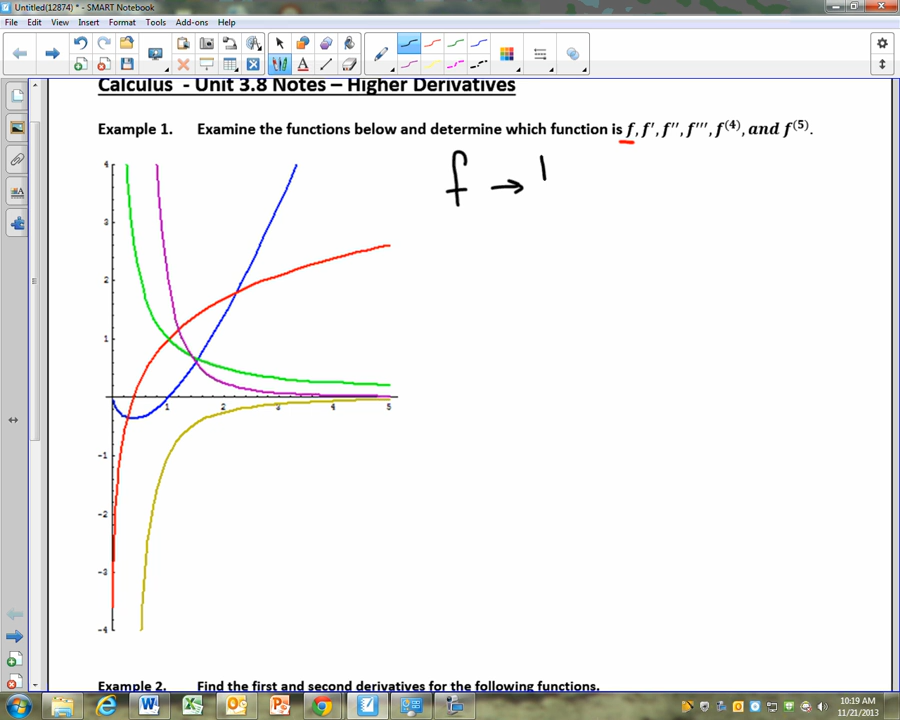 Untitled(12874) * - SMART Notebook
File Edit View Insert Format Tools Add-ons Help
Calculus - Unit 3.8 Notes – Higher Derivatives
Example 1. Examine the functions below and determine which function is f, f′, f′′, f′′′, f⁽⁴⁾, and f⁽⁵⁾.
f → l
4
3
2
1
1 2 3 4 5
-1
-2
-3
-4
Example 2. Find the first and second derivatives for the following functions.
10:19 AM
11/21/2013